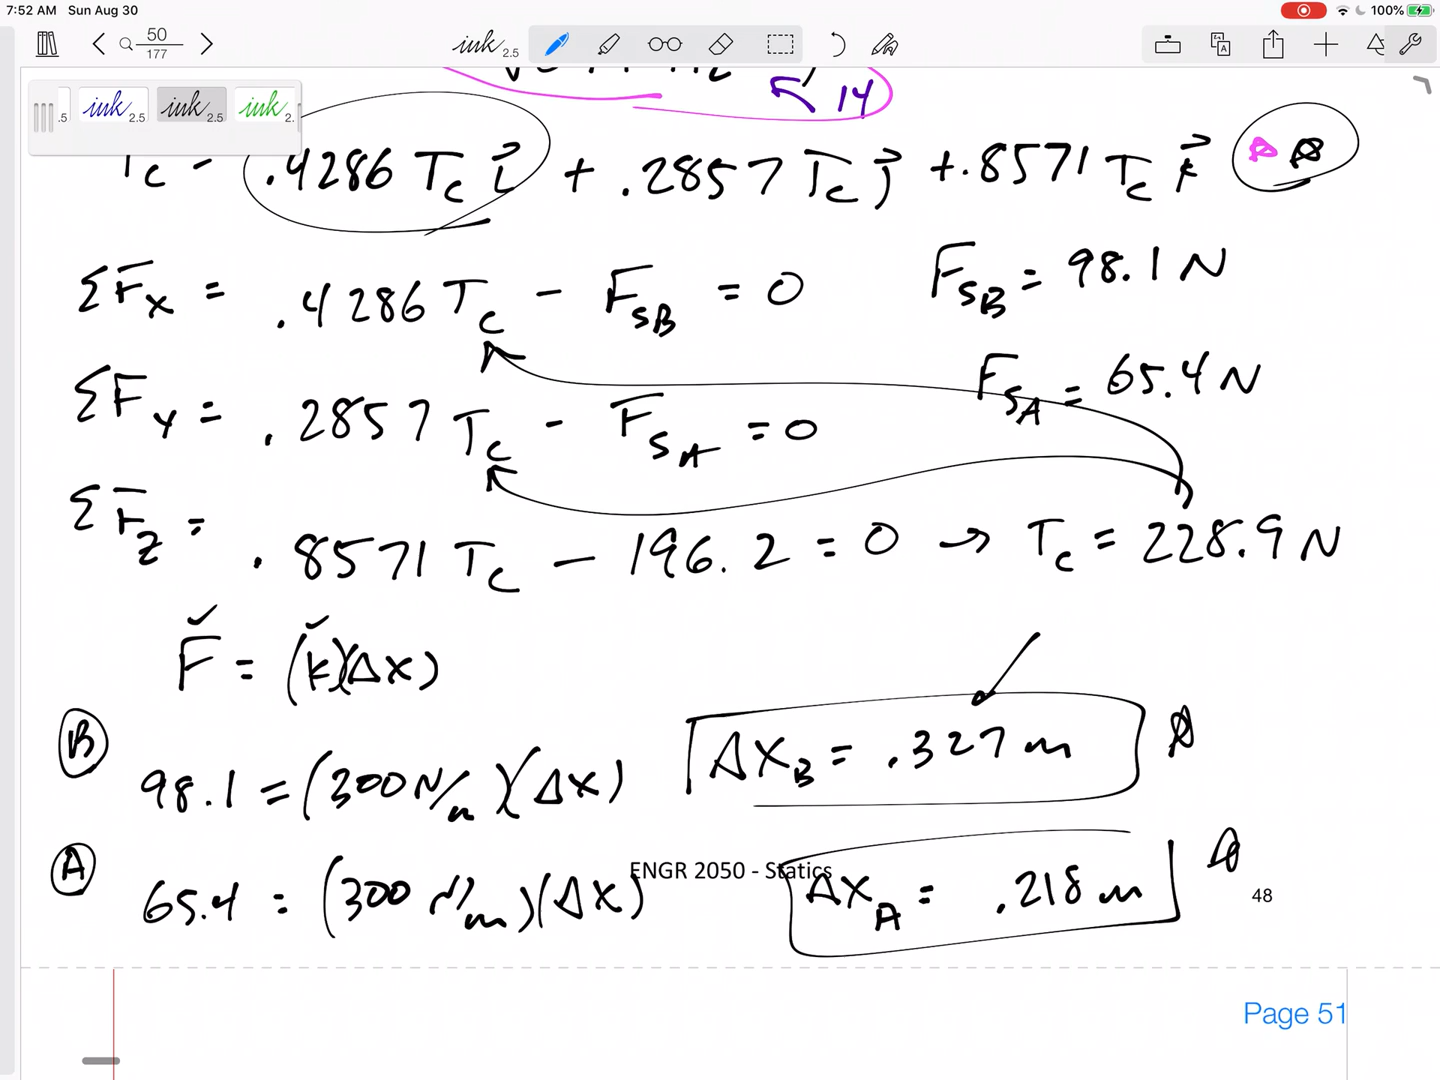 7:52 AM Sun Aug 30 100%
50
177
ink 2.5
.5 ink 2.5 ink 2.5 ink 2.
14
Tc = .4286 Tc i + .2857 Tc j + .8571 Tc k
ΣFx = .4286 Tc - FSB = 0 FSB = 98.1 N
ΣFy = .2857 Tc - FSA = 0 FSA = 65.4 N
ΣFz = .8571 Tc - 196.2 = 0 → Tc = 228.9 N
F = (k)(Δx)
B 98.1 = (300 N/m)(Δx) ΔxB = .327 m
A 65.4 = (300 N/m)(Δx) ΔxA = .218 m
ENGR 2050 - Statics
48
Page 51